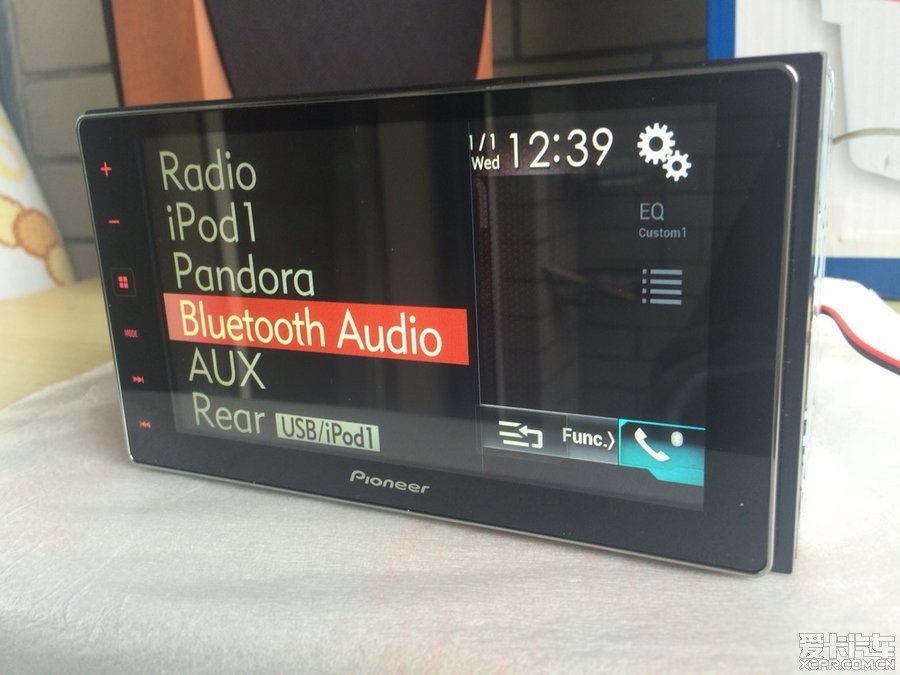 Radio
iPod1
Pandora
Bluetooth Audio
AUX
Rear USB/iPod1
1/1
Wed 12:39
EQ
Custom1
Func.
MODE
Pioneer
爱卡汽车
XCAR.COM.CN